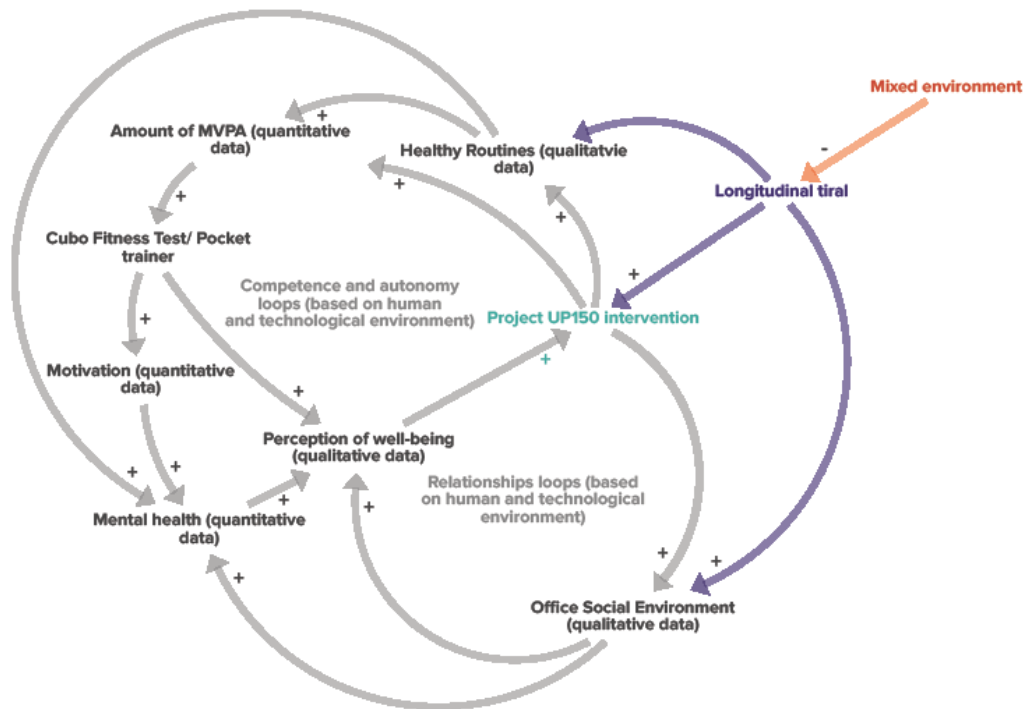 Mixed environment
-
+
Amount of MVPA (quantitative
data)
Healthy Routines (qualitatvie
data)
+
Longitudinal tiral
+
+
Cubo Fitness Test/ Pocket
trainer
+
Competence and autonomy
loops (based on human
and technological environment)
Project UP150 intervention
+
+
Motivation (quantitative
data)
+
Perception of well-being
(qualitative data)
+
+
+
Relationships loops (based
on human and technological
environment)
+
Mental health (quantitative
data)
+
+
+
Office Social Environment
(qualitative data)